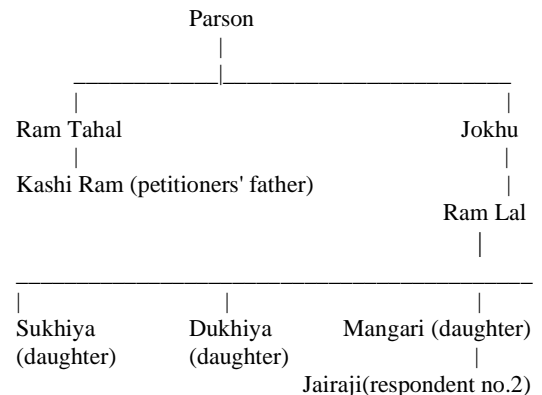 Parson
Ram Tahal Jokhu
Kashi Ram (petitioners' father)
Ram Lal
Sukhiya Dukhiya Mangari (daughter)
(daughter) (daughter)
Jairaji(respondent no.2)